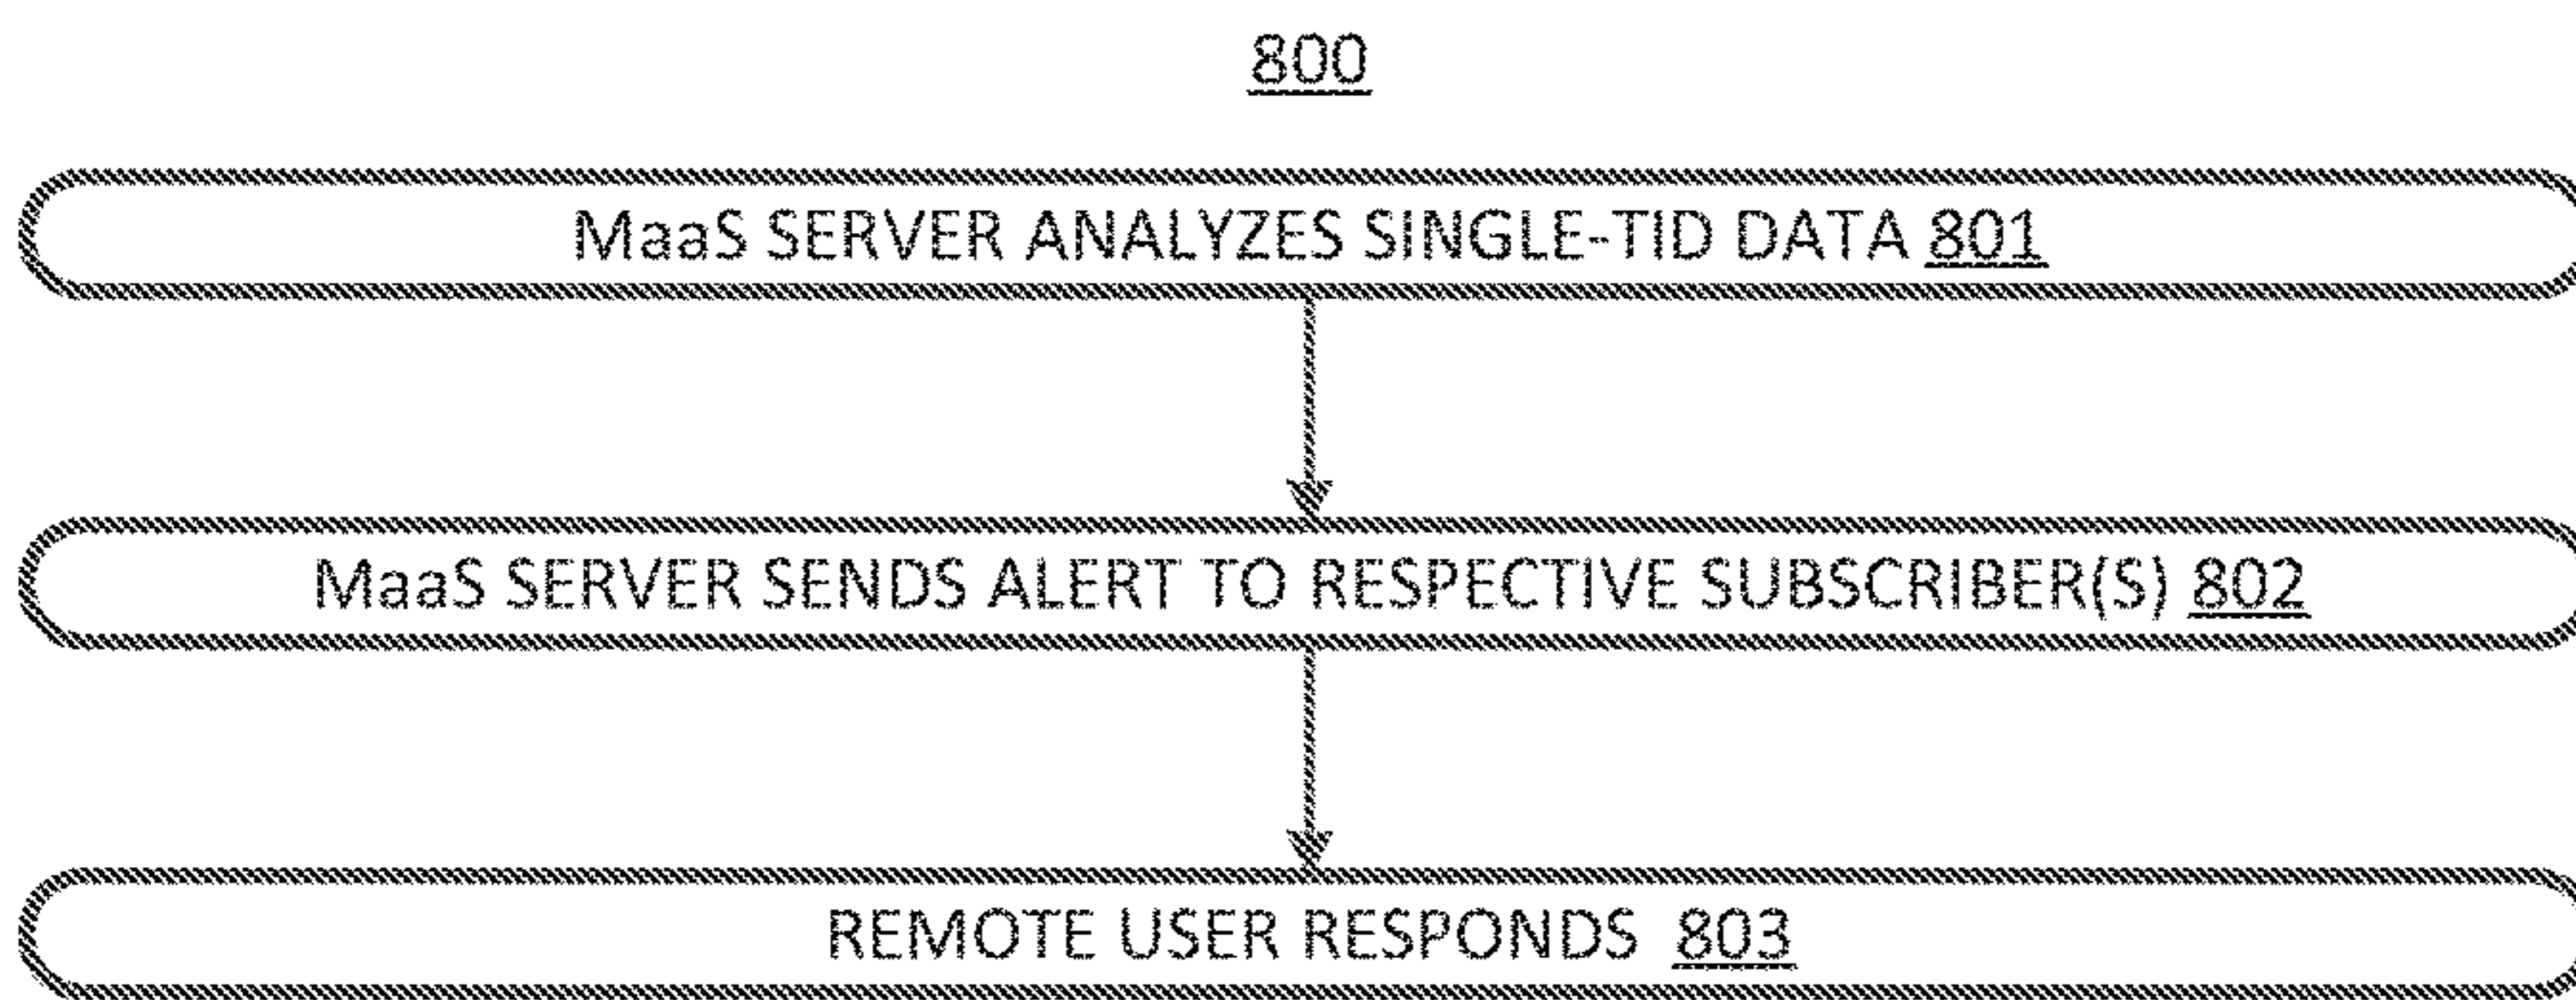 800
MaaS SERVER ANALYZES SINGLE-TID DATA 801
MaaS SERVER SENDS ALERT TO RESPECTIVE SUBSCRIBER(S) 802
REMOTE USER RESPONDS 803